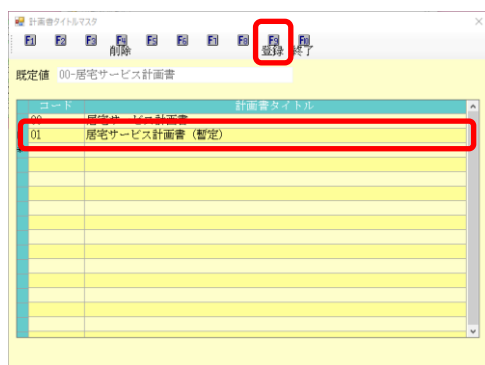 計画書タイトルマスタ
F1 F2 F3 F4 F5 F6 F7 F8 F9 F10
削除 登録 終了
既定値 00-居宅サービス計画書
コード 計画書タイトル
00 居宅サービス計画書
01 居宅サービス計画書（暫定）